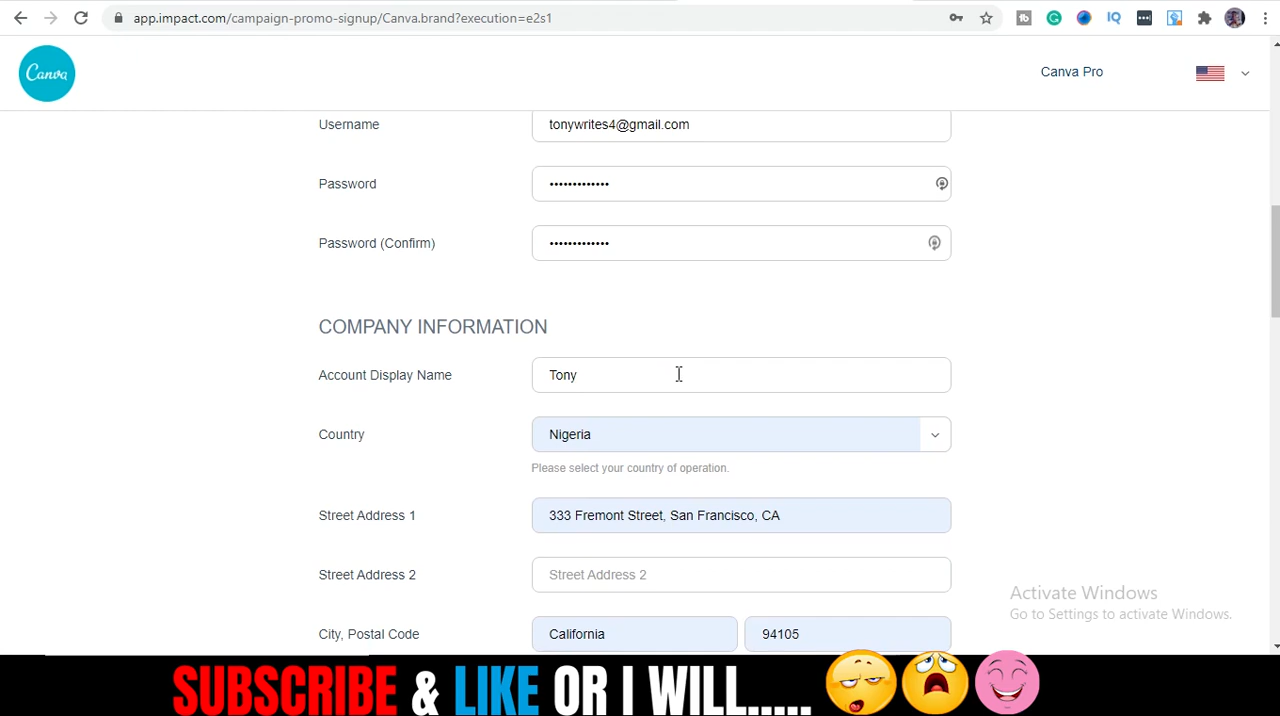 app.impact.com/campaign-promo-signup/Canva.brand?execution=e2s1
Canva
Canva Pro
Username
tonywrites4@gmail.com
Password
•••••••••••••
Password (Confirm)
•••••••••••••
COMPANY INFORMATION
Account Display Name
Tony
Country
Nigeria
Please select your country of operation.
Street Address 1
333 Fremont Street, San Francisco, CA
Street Address 2
Street Address 2
City, Postal Code
California
94105
Activate Windows
Go to Settings to activate Windows.
SUBSCRIBE & LIKE OR I WILL.....